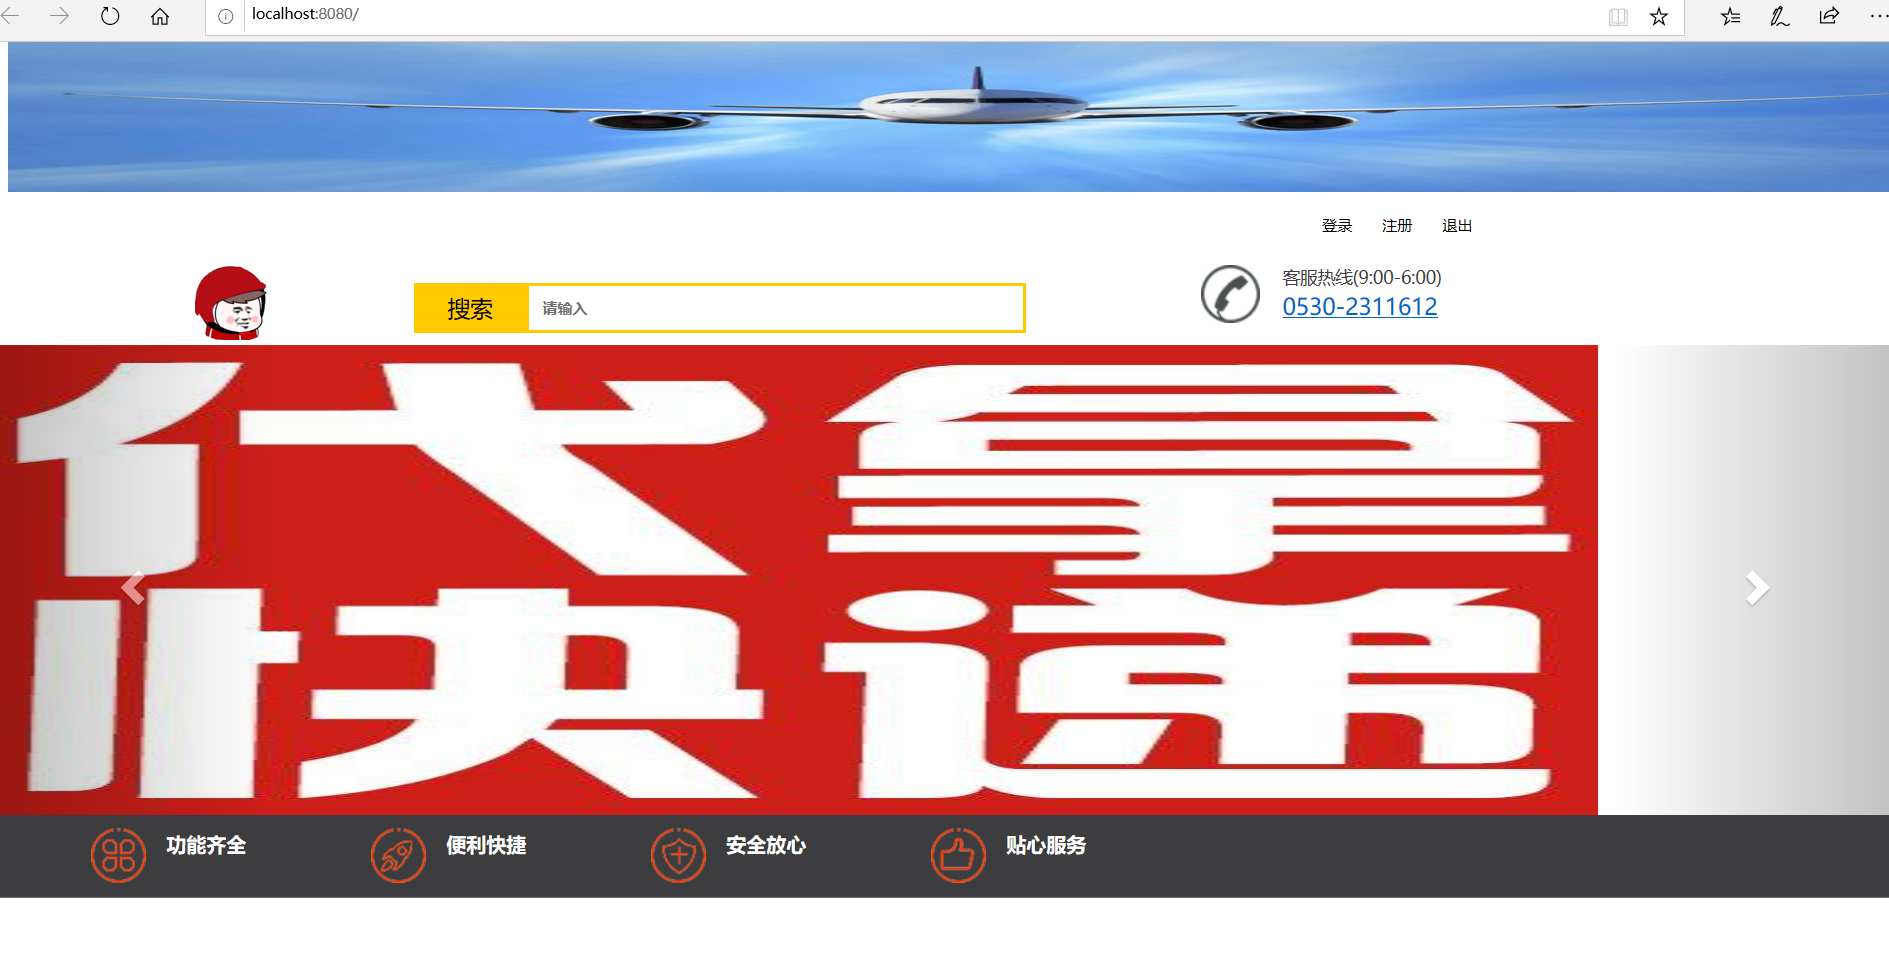 localhost:8080/
登录 注册 退出
客服热线(9:00-6:00)
搜索 请输入
0530-2311612
代拿
快递
功能齐全 便利快捷 安全放心 贴心服务